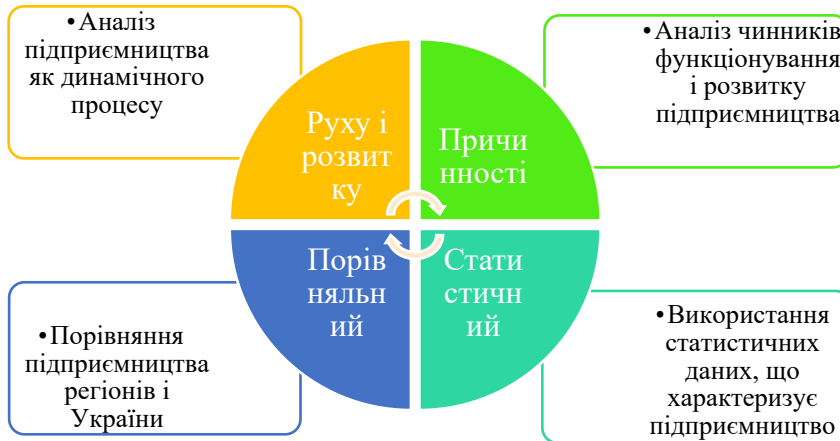 •Аналіз
підприємництва
як динамічного
процесу
•Аналіз чинників
функціонування
і розвитку
підприємництва
Руху і
розвит
ку
Причи
нності
Порів
няльн
ий
Стати
стичн
ий
•Порівняння
підприємництва
регіонів і
України
•Використання
статистичних
даних, що
характеризує
підприємництво